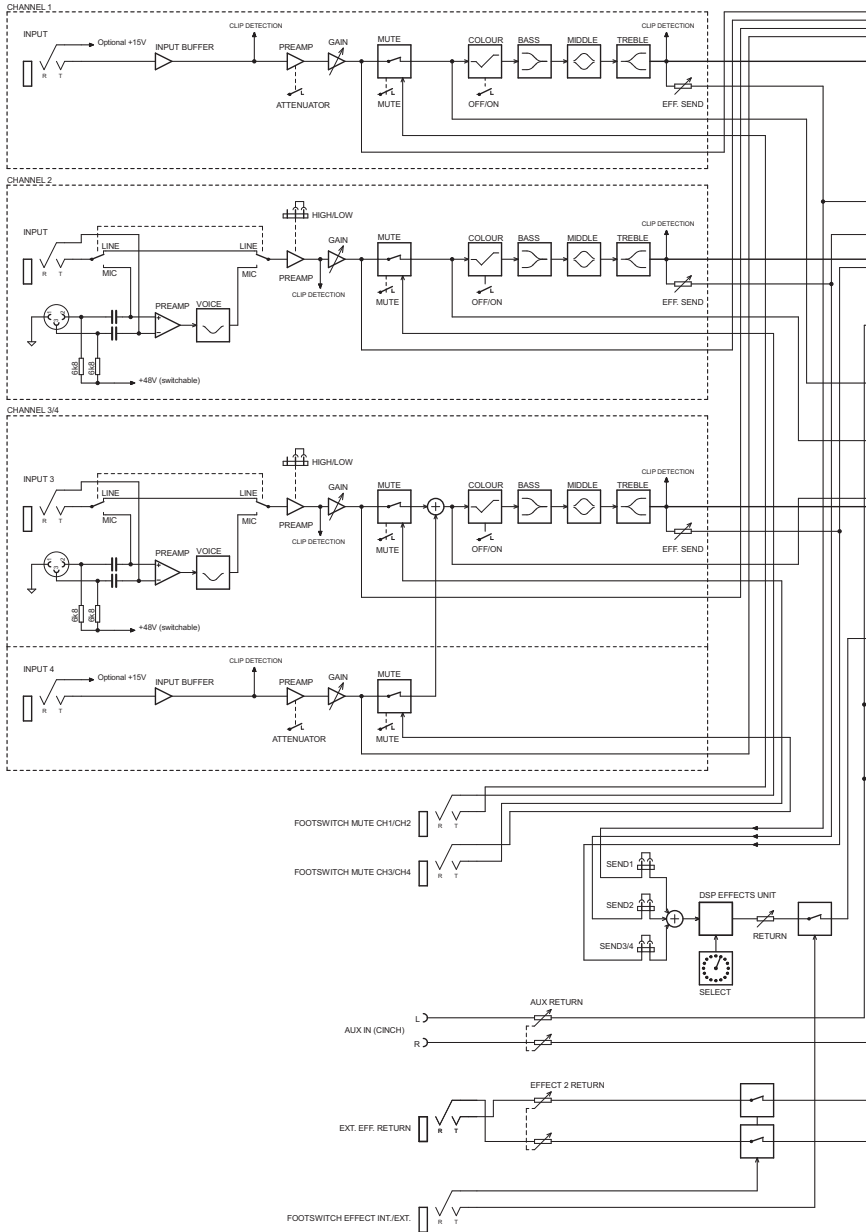 CHANNEL 1
CLIP DETECTION
CLIP DETECTION
INPUT
Optional +15V
INPUT BUFFER
PREAMP
GAIN
MUTE
COLOUR
BASS
MIDDLE
TREBLE
R T
ATTENUATOR
MUTE
OFF/ON
EFF. SEND
CHANNEL 2
INPUT
HIGH/LOW
CLIP DETECTION
LINE
LINE
GAIN
MUTE
COLOUR
BASS
MIDDLE
TREBLE
R T
MIC
MIC
PREAMP
CLIP DETECTION
MUTE
OFF/ON
EFF. SEND
PREAMP
VOICE
1 2
3
+
−
6k8
6k8
+48V (switchable)
CHANNEL 3/4
INPUT 3
HIGH/LOW
CLIP DETECTION
LINE
LINE
GAIN
MUTE
COLOUR
BASS
MIDDLE
TREBLE
R T
MIC
MIC
PREAMP
CLIP DETECTION
MUTE
OFF/ON
EFF. SEND
PREAMP
VOICE
1 2
3
+
−
6k8
6k8
+48V (switchable)
INPUT 4
Optional +15V
INPUT BUFFER
CLIP DETECTION
PREAMP
GAIN
MUTE
R T
ATTENUATOR
MUTE
FOOTSWITCH MUTE CH1/CH2
R T
FOOTSWITCH MUTE CH3/CH4
R T
SEND1
SEND2
SEND3/4
DSP EFFECTS UNIT
RETURN
SELECT
AUX RETURN
L
AUX IN (CINCH)
R
EFFECT 2 RETURN
EXT. EFF. RETURN
R T
FOOTSWITCH EFFECT INT./EXT.
R T